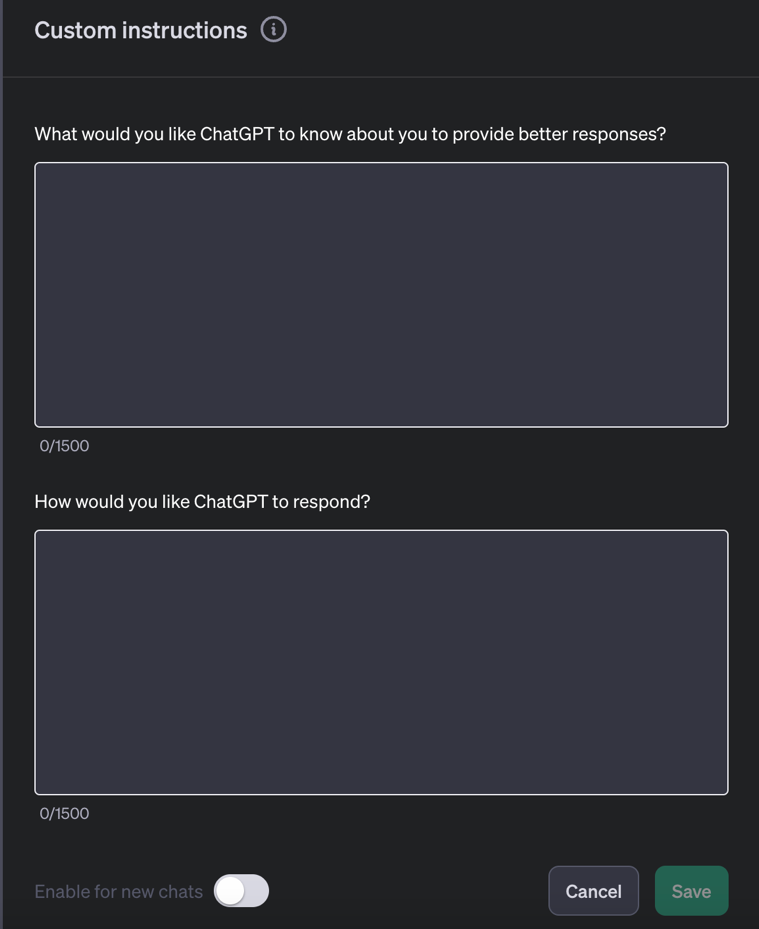 Custom instructions
What would you like ChatGPT to know about you to provide better responses?
0/1500
How would you like ChatGPT to respond?
0/1500
Enable for new chats
Cancel
Save